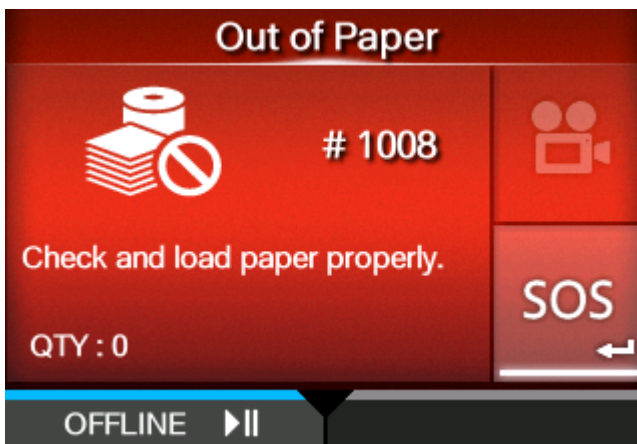 Out of Paper
# 1008
Check and load paper properly.
SOS
QTY : 0
OFFLINE